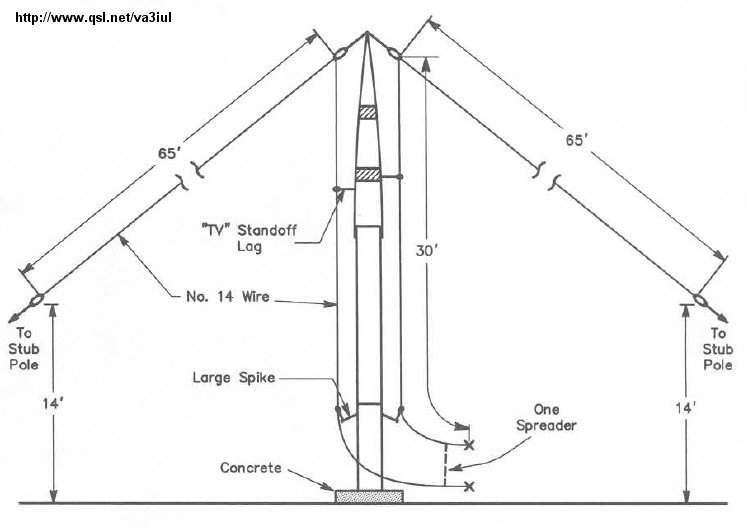 http://www.qsl.net/va3iul
65'
65'
"TV" Standoff
Lag
30'
No. 14 Wire
To
Stub
Pole
To
Stub
Pole
Large Spike
14'
14'
One
Spreader
Concrete